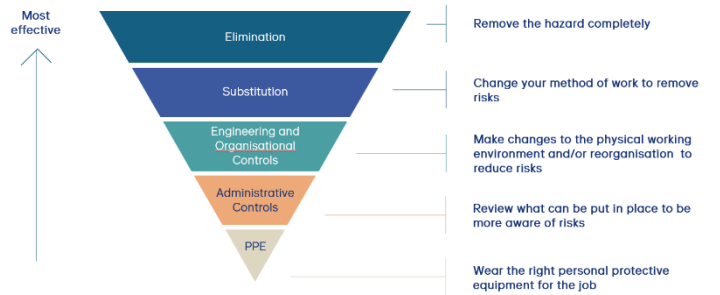 Most
effective
Elimination
Remove the hazard completely
Substitution
Change your method of work to remove
risks
Engineering and
Organisational
Controls
Make changes to the physical working
environment and/or reorganisation to
reduce risks
Administrative
Controls
Review what can be put in place to be
more aware of risks
PPE
Wear the right personal protective
equipment for the job